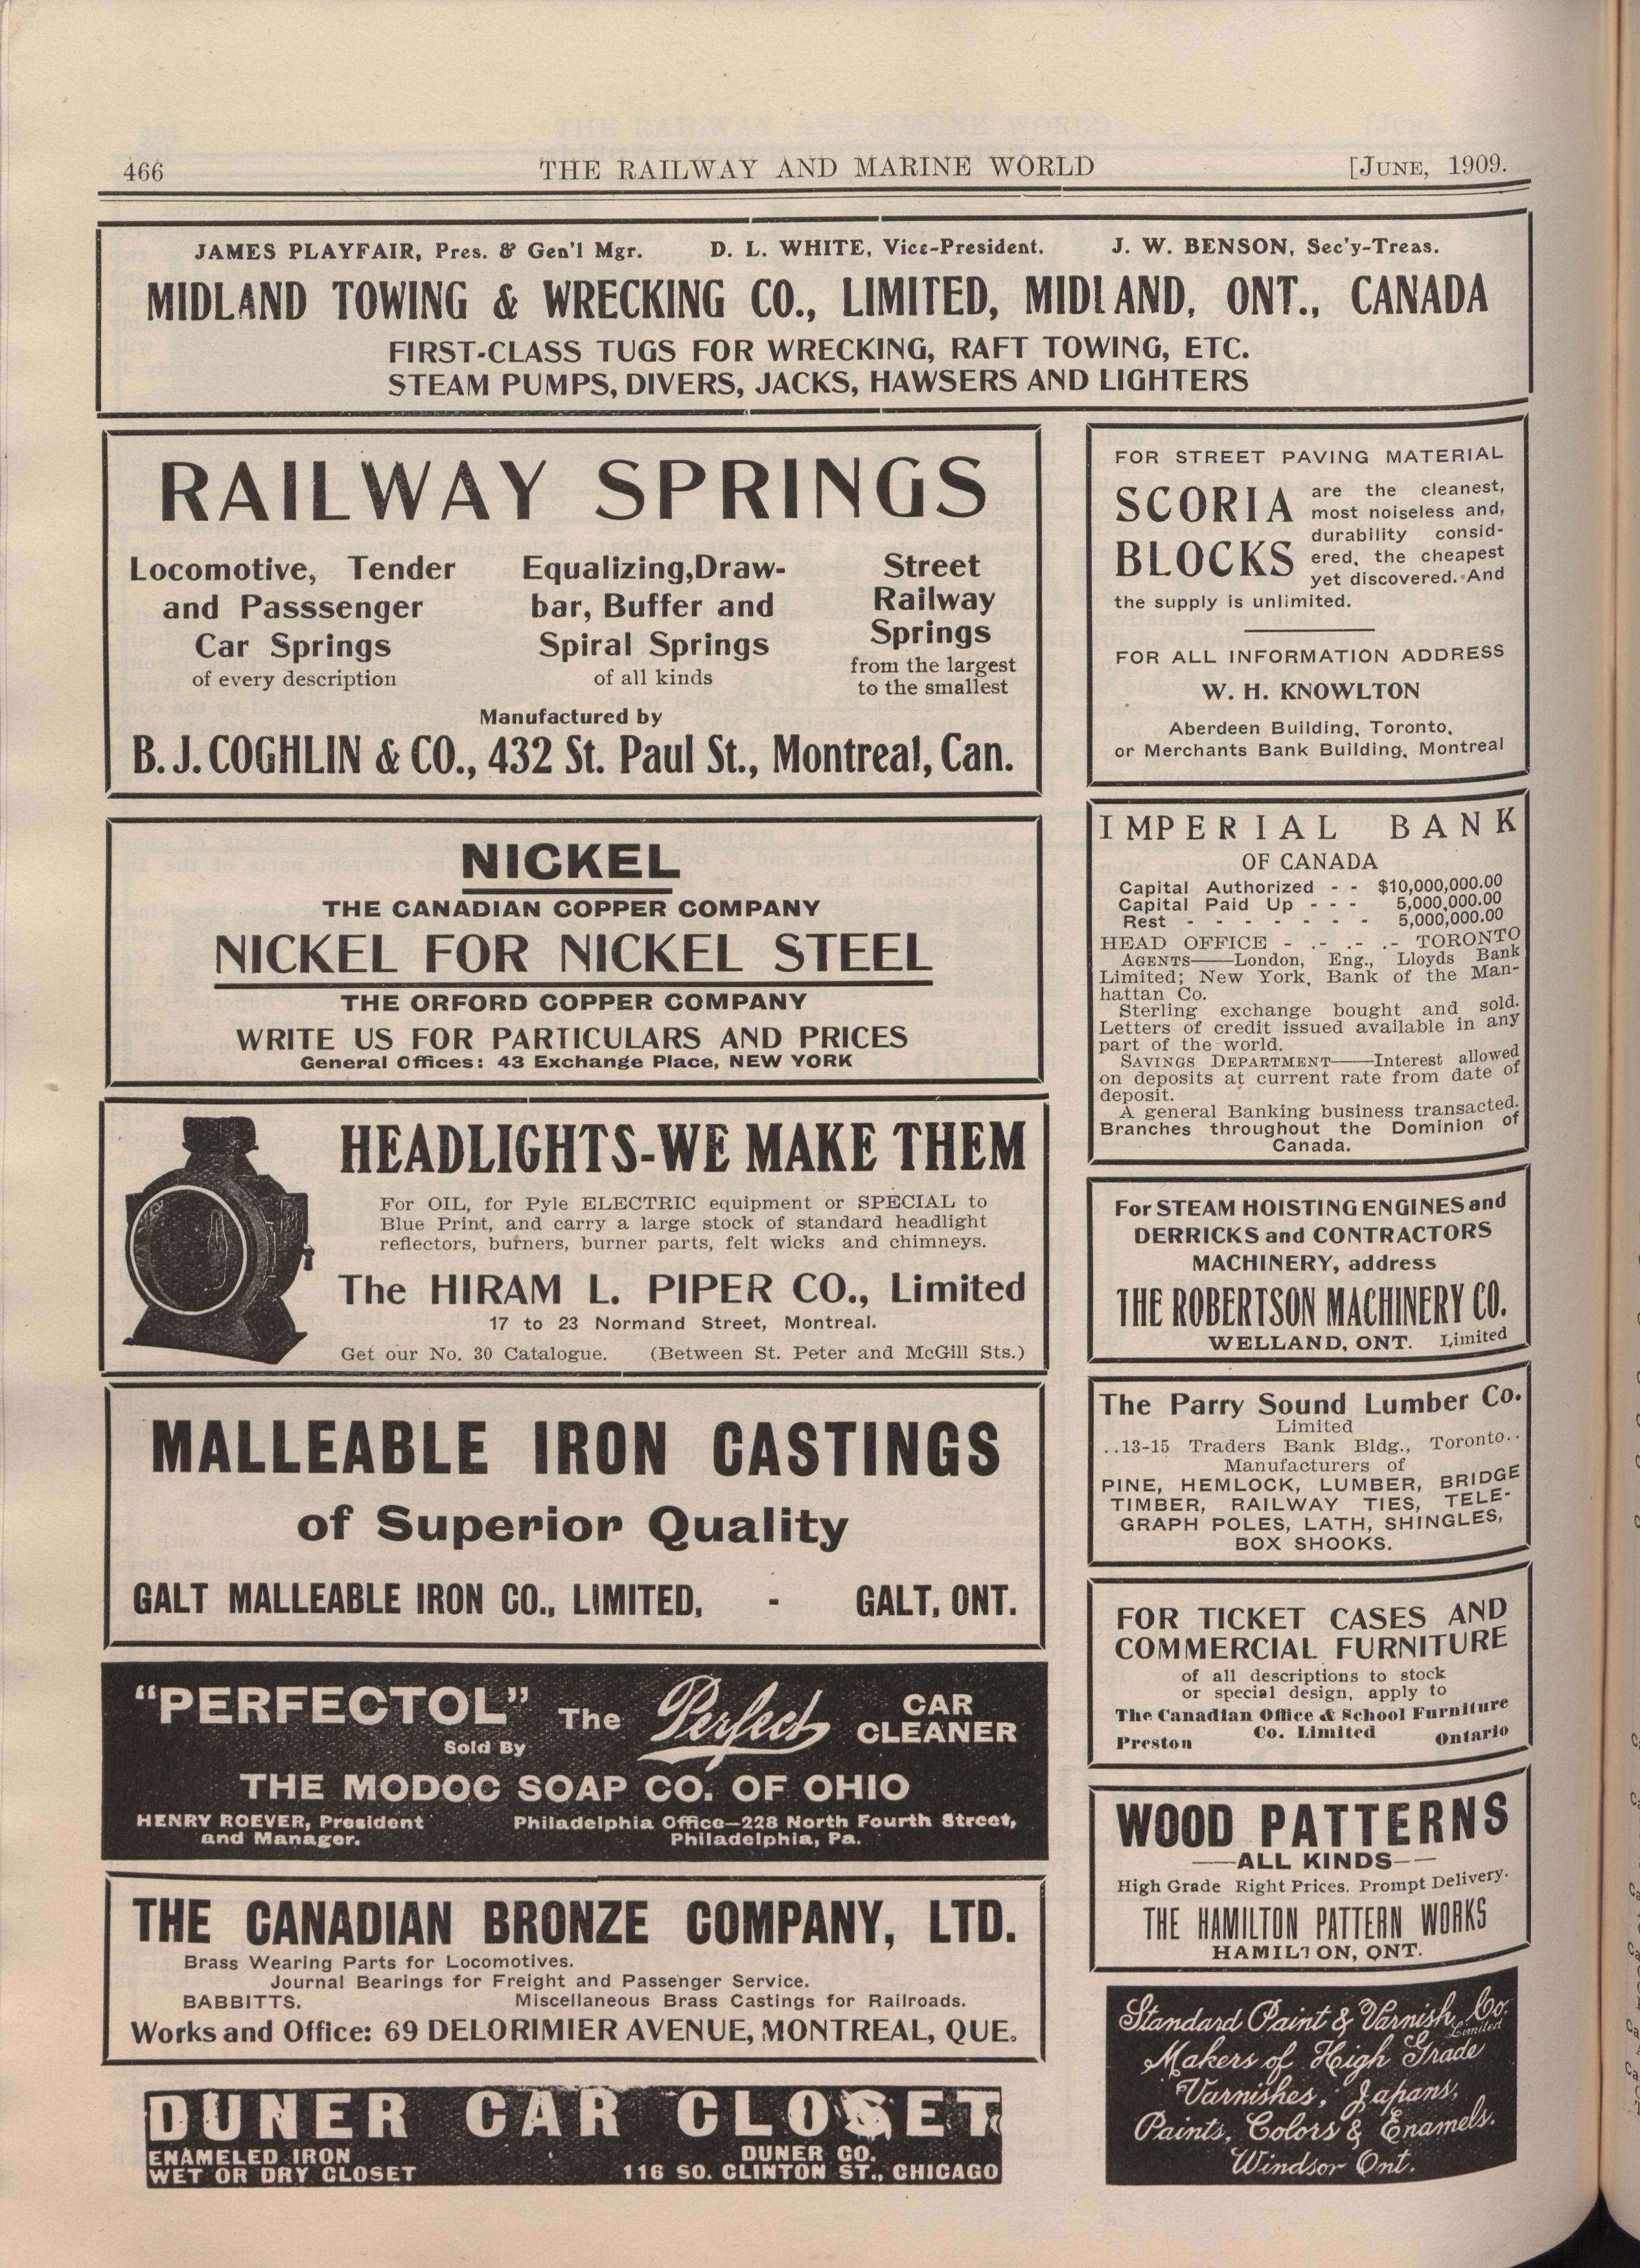 466 THE RAILWAY AND MARINE WORLD [JUNE, 1909.
JAMES PLAYFAIR, Pres. & Gen'l Mgr. D. L. WHITE, Vice-President. J. W. BENSON, Sec'y-Treas.
MIDLAND TOWING & WRECKING CO., LIMITED, MIDLAND, ONT., CANADA
FIRST-CLASS TUGS FOR WRECKING, RAFT TOWING, ETC.
STEAM PUMPS, DIVERS, JACKS, HAWSERS AND LIGHTERS
RAILWAY SPRINGS
Locomotive, Tender
and Passsenger
Car Springs
of every description
Equalizing,Draw-
bar, Buffer and
Spiral Springs
of all kinds
Street
Railway
Springs
from the largest
to the smallest
Manufactured by
B. J. COGHLIN & CO., 432 St. Paul St., Montreal, Can.
NICKEL
THE CANADIAN COPPER COMPANY
NICKEL FOR NICKEL STEEL
THE ORFORD COPPER COMPANY
WRITE US FOR PARTICULARS AND PRICES
General Offices: 43 Exchange Place, NEW YORK
HEADLIGHTS-WE MAKE THEM
For OIL, for Pyle ELECTRIC equipment or SPECIAL to
Blue Print, and carry a large stock of standard headlight
reflectors, burners, burner parts, felt wicks and chimneys.
The HIRAM L. PIPER CO., Limited
17 to 23 Normand Street, Montreal.
Get our No. 30 Catalogue. (Between St. Peter and McGill Sts.)
MALLEABLE IRON CASTINGS
of Superior Quality
GALT MALLEABLE IRON CO., LIMITED, - GALT, ONT.
"PERFECTOL" The Perfect CAR
CLEANER
Sold By
THE MODOC SOAP CO. OF OHIO
HENRY ROEVER, President
and Manager.
Philadelphia Office—228 North Fourth Street,
Philadelphia, Pa.
THE CANADIAN BRONZE COMPANY, LTD.
Brass Wearing Parts for Locomotives.
Journal Bearings for Freight and Passenger Service.
BABBITTS. Miscellaneous Brass Castings for Railroads.
Works and Office: 69 DELORIMIER AVENUE, MONTREAL, QUE.
DUNER CAR CLOSET
ENAMELED IRON
WET OR DRY CLOSET
DUNER CO.
116 SO. CLINTON ST., CHICAGO
FOR STREET PAVING MATERIAL
SCORIA
BLOCKS
are the cleanest,
most noiseless and,
durability consid-
ered, the cheapest
yet discovered. And
the supply is unlimited.
FOR ALL INFORMATION ADDRESS
W. H. KNOWLTON
Aberdeen Building, Toronto,
or Merchants Bank Building, Montreal
IMPERIAL BANK
OF CANADA
Capital Authorized - - $10,000,000.00
Capital Paid Up - - - 5,000,000.00
Rest - - - - - - - 5,000,000.00
HEAD OFFICE - .- .- .- TORONTO
AGENTS——London, Eng., Lloyds Bank
Limited; New York, Bank of the Man-
hattan Co.
Sterling exchange bought and sold.
Letters of credit issued available in any
part of the world.
SAVINGS DEPARTMENT——Interest allowed
on deposits at current rate from date of
deposit.
A general Banking business transacted.
Branches throughout the Dominion of
Canada.
For STEAM HOISTING ENGINES and
DERRICKS and CONTRACTORS
MACHINERY, address
THE ROBERTSON MACHINERY CO.
WELLAND, ONT. Limited
The Parry Sound Lumber Co.
Limited
..13-15 Traders Bank Bldg., Toronto..
Manufacturers of
PINE, HEMLOCK, LUMBER, BRIDGE
TIMBER, RAILWAY TIES, TELE-
GRAPH POLES, LATH, SHINGLES,
BOX SHOOKS.
FOR TICKET CASES AND
COMMERCIAL FURNITURE
of all descriptions to stock
or special design, apply to
The Canadian Office & School Furniture
Co. Limited
Preston Ontario
WOOD PATTERNS
——ALL KINDS——
High Grade Right Prices. Prompt Delivery.
THE HAMILTON PATTERN WORKS
HAMILTON, ONT.
Standard Paint & Varnish Co.
Limited
Makers of High Grade
Varnishes, Japans,
Paints, Colors & Enamels.
Windsor Ont.